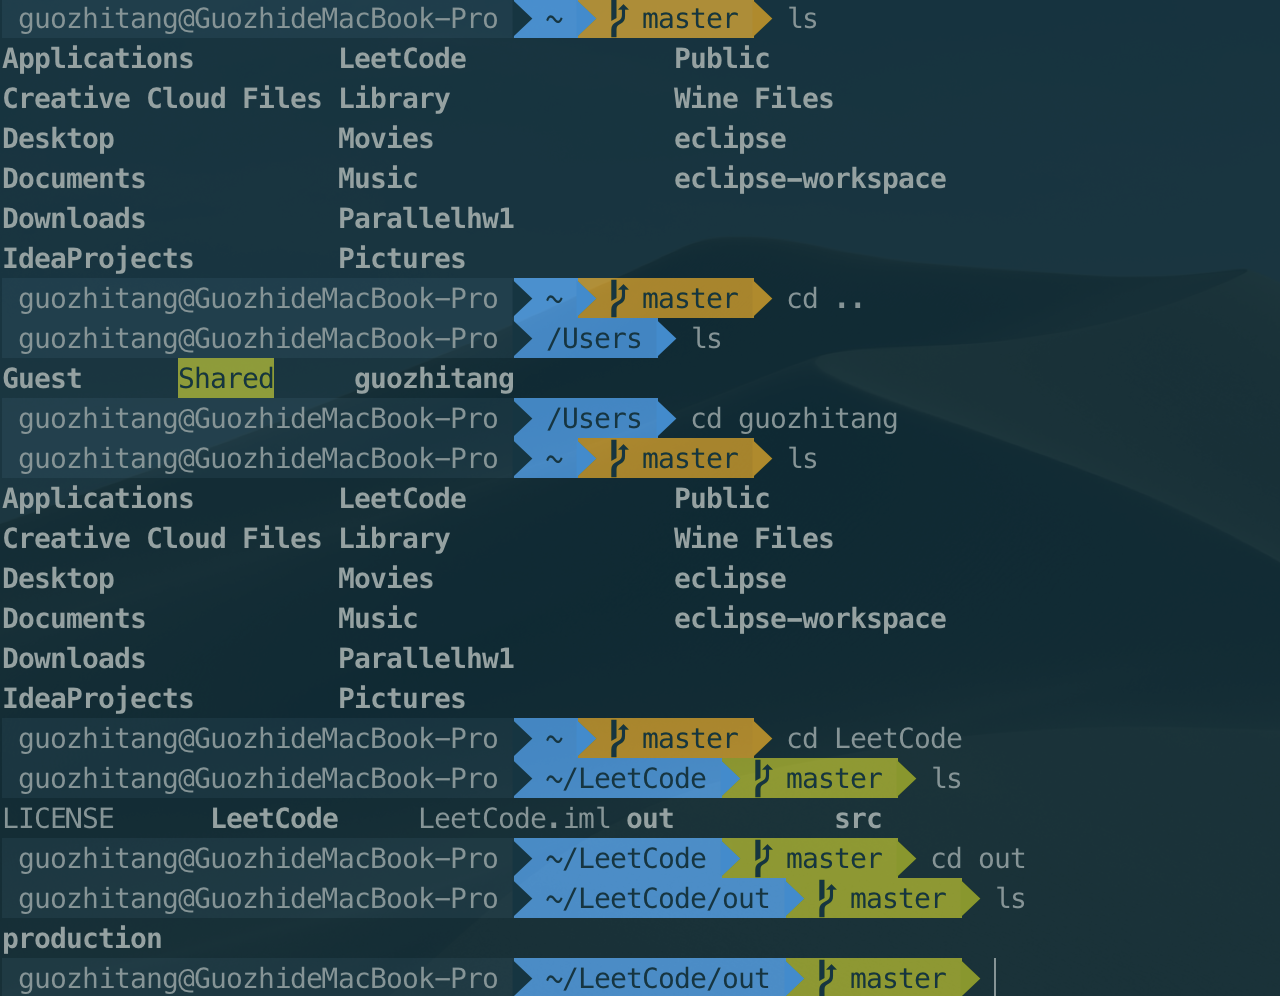 guozhitang@GuozhideMacBook-Pro ~ master ls
Applications LeetCode Public
Creative Cloud Files Library Wine Files
Desktop Movies eclipse
Documents Music eclipse-workspace
Downloads Parallelhw1
IdeaProjects Pictures
guozhitang@GuozhideMacBook-Pro ~ master cd ..
guozhitang@GuozhideMacBook-Pro /Users ls
Guest Shared guozhitang
guozhitang@GuozhideMacBook-Pro /Users cd guozhitang
guozhitang@GuozhideMacBook-Pro ~ master ls
Applications LeetCode Public
Creative Cloud Files Library Wine Files
Desktop Movies eclipse
Documents Music eclipse-workspace
Downloads Parallelhw1
IdeaProjects Pictures
guozhitang@GuozhideMacBook-Pro ~ master cd LeetCode
guozhitang@GuozhideMacBook-Pro ~/LeetCode master ls
LICENSE LeetCode LeetCode.iml out src
guozhitang@GuozhideMacBook-Pro ~/LeetCode master cd out
guozhitang@GuozhideMacBook-Pro ~/LeetCode/out master ls
production
guozhitang@GuozhideMacBook-Pro ~/LeetCode/out master